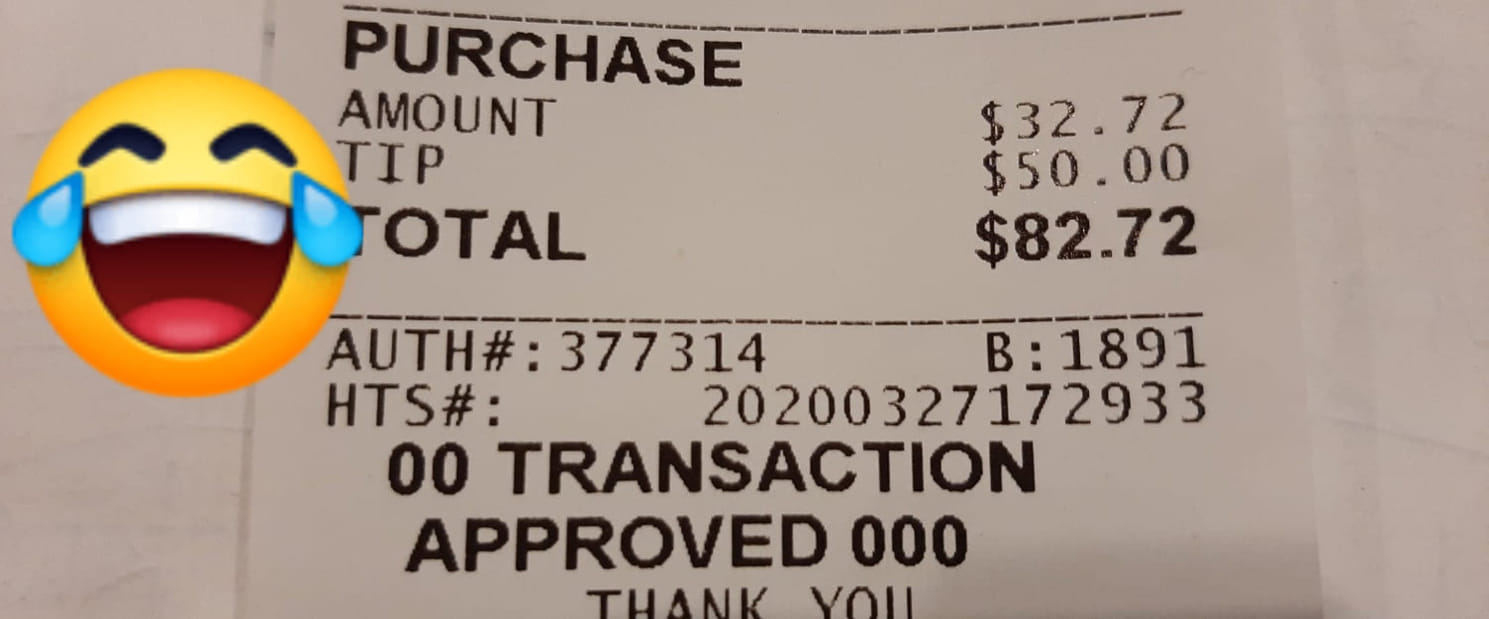 PURCHASE
AMOUNT $32.72
TIP $50.00
TOTAL $82.72
AUTH#:377314 B:1891
HTS#: 20200327172933
00 TRANSACTION
APPROVED 000
THANK YOU